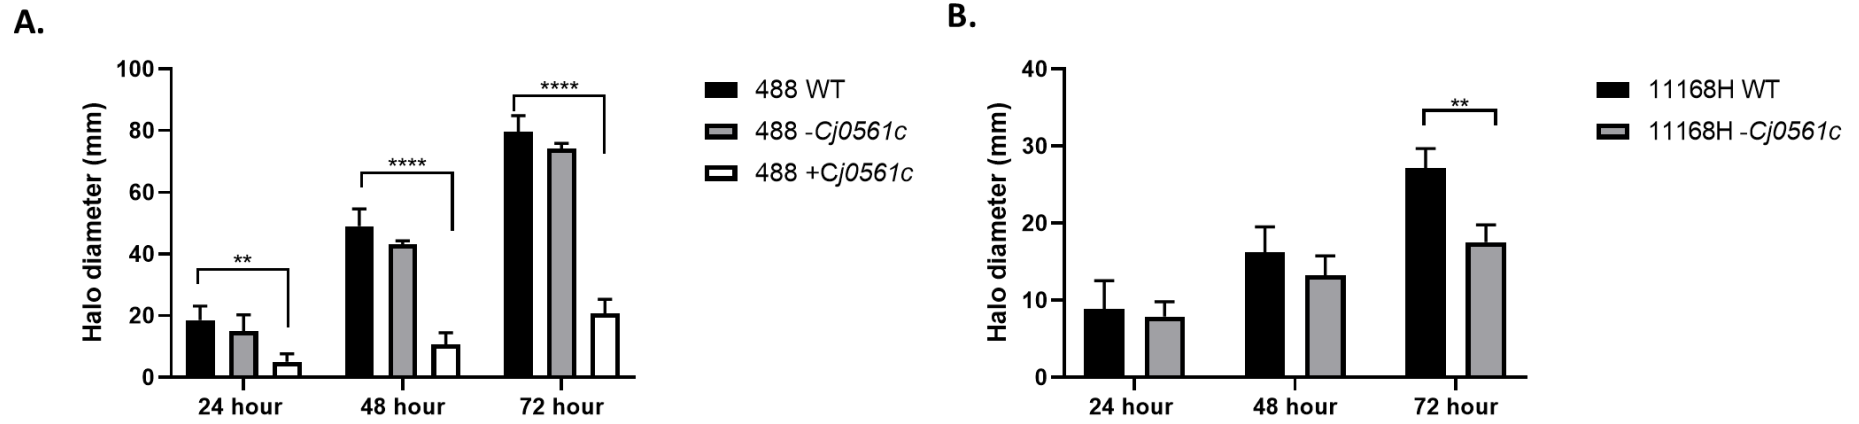 A.
Halo diameter (mm)
100
80
60
40
20
0
**
****
****
24 hour
48 hour
72 hour
488 WT
488 -Cj0561c
488 +Cj0561c
B.
Halo diameter (mm)
40
30
20
10
0
**
24 hour
48 hour
72 hour
11168H WT
11168H -Cj0561c